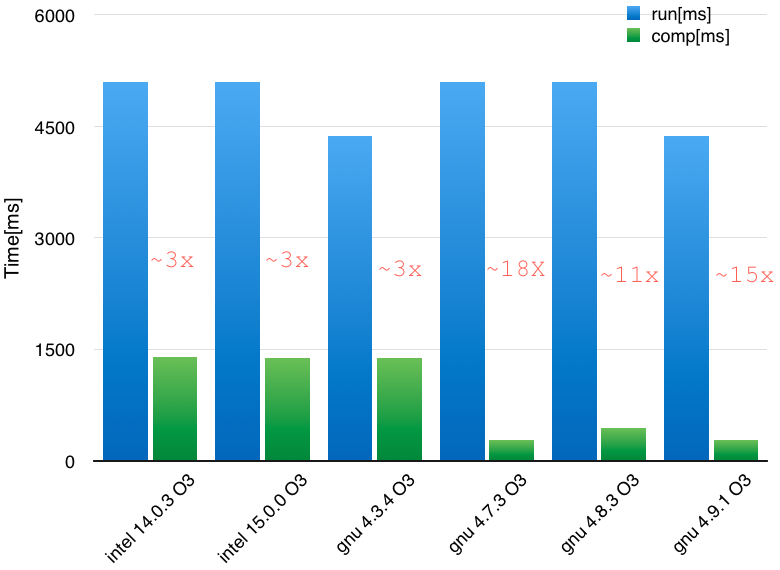 6000
run[ms]
comp[ms]
4500
3000
1500
0
Time[ms]
~3x
~3x
~3x
~18X
~11x
~15x
intel 14.0.3 O3
intel 15.0.0 O3
gnu 4.3.4 O3
gnu 4.7.3 O3
gnu 4.8.3 O3
gnu 4.9.1 O3